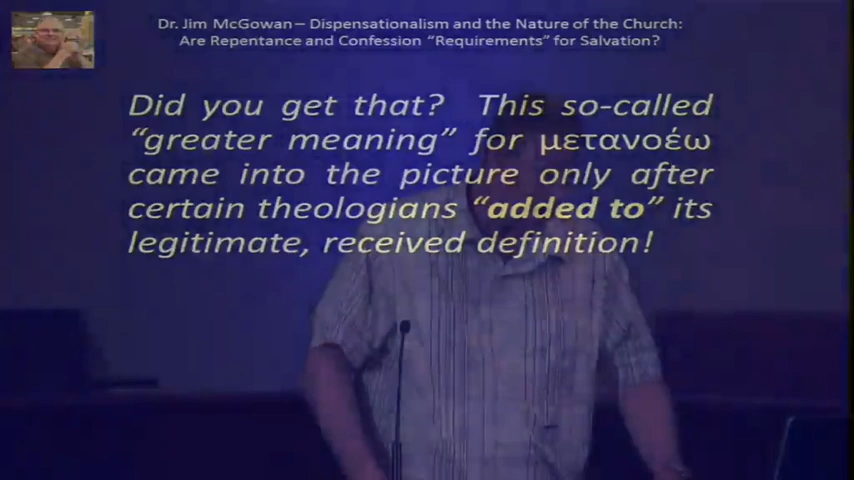 Dr. Jim McGowan – Dispensationalism and the Nature of the Church:
Are Repentance and Confession “Requirements” for Salvation?
Did you get that? This so-called
“greater meaning” for μετανοέω
came into the picture only after
certain theologians “added to” its
legitimate, received definition!